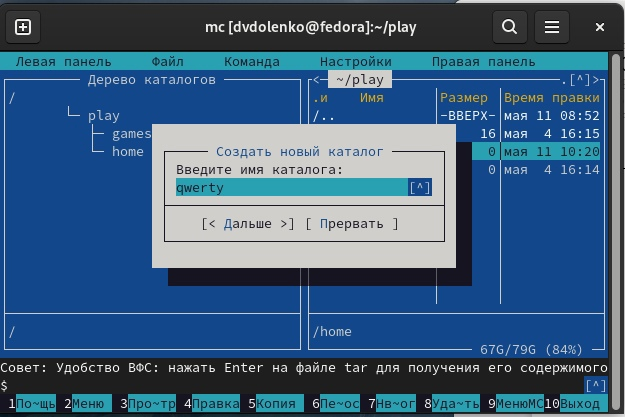 mc [dvdolenko@fedora]:~/play
Левая панель Файл Команда Настройки Правая панель
Дерево каталогов
<─ ~/play .[^]>
/ .и Имя Размер Время правки
play /.. -ВВЕРХ- мая 11 08:52
games 16 мая 4 16:15
home 0 мая 11 10:20
0 мая 4 16:14
Создать новый каталог
Введите имя каталога:
qwerty [^]
[< Дальше >] [ Прервать ]
/ /home
67G/79G (84%)
Совет: Удобство ВФС: нажать Enter на файле tar для получения его содержимого
$ [^]
1По~щь 2Меню 3Про~тр 4Правка 5Копия 6Пе~ос 7Нв~ог 8Уда~ть 9МенюMC 10Выход